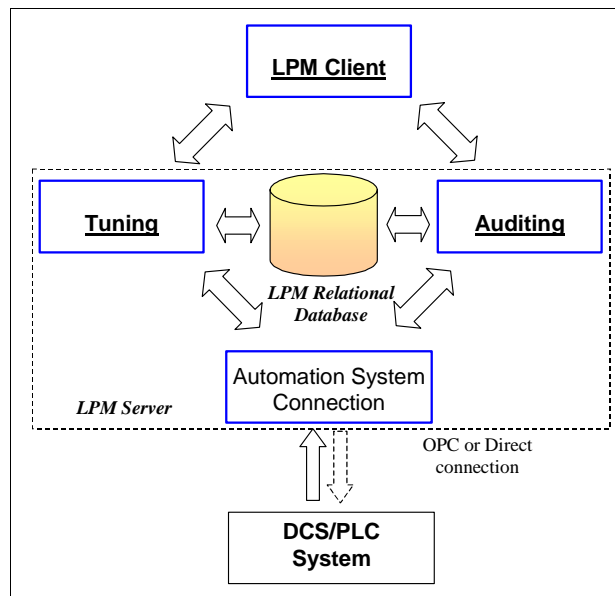 LPM Client
Tuning
Auditing
LPM Relational
Database
Automation System
Connection
LPM Server
OPC or Direct
connection
DCS/PLC
System